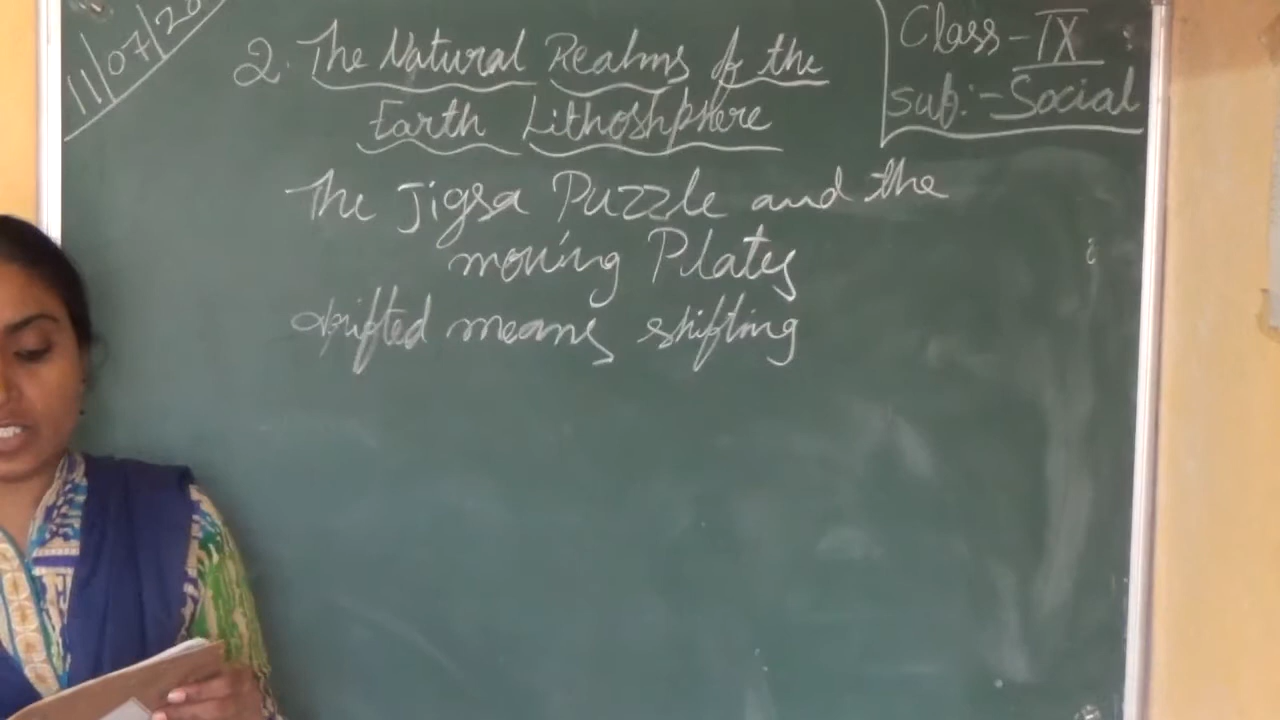 11/07/20
2. The Natural Realms of the
Earth Lithoshphere
Class - IX
Sub:- Social
The Jigsa Puzzle and the
moving Plates
drifted means shifting